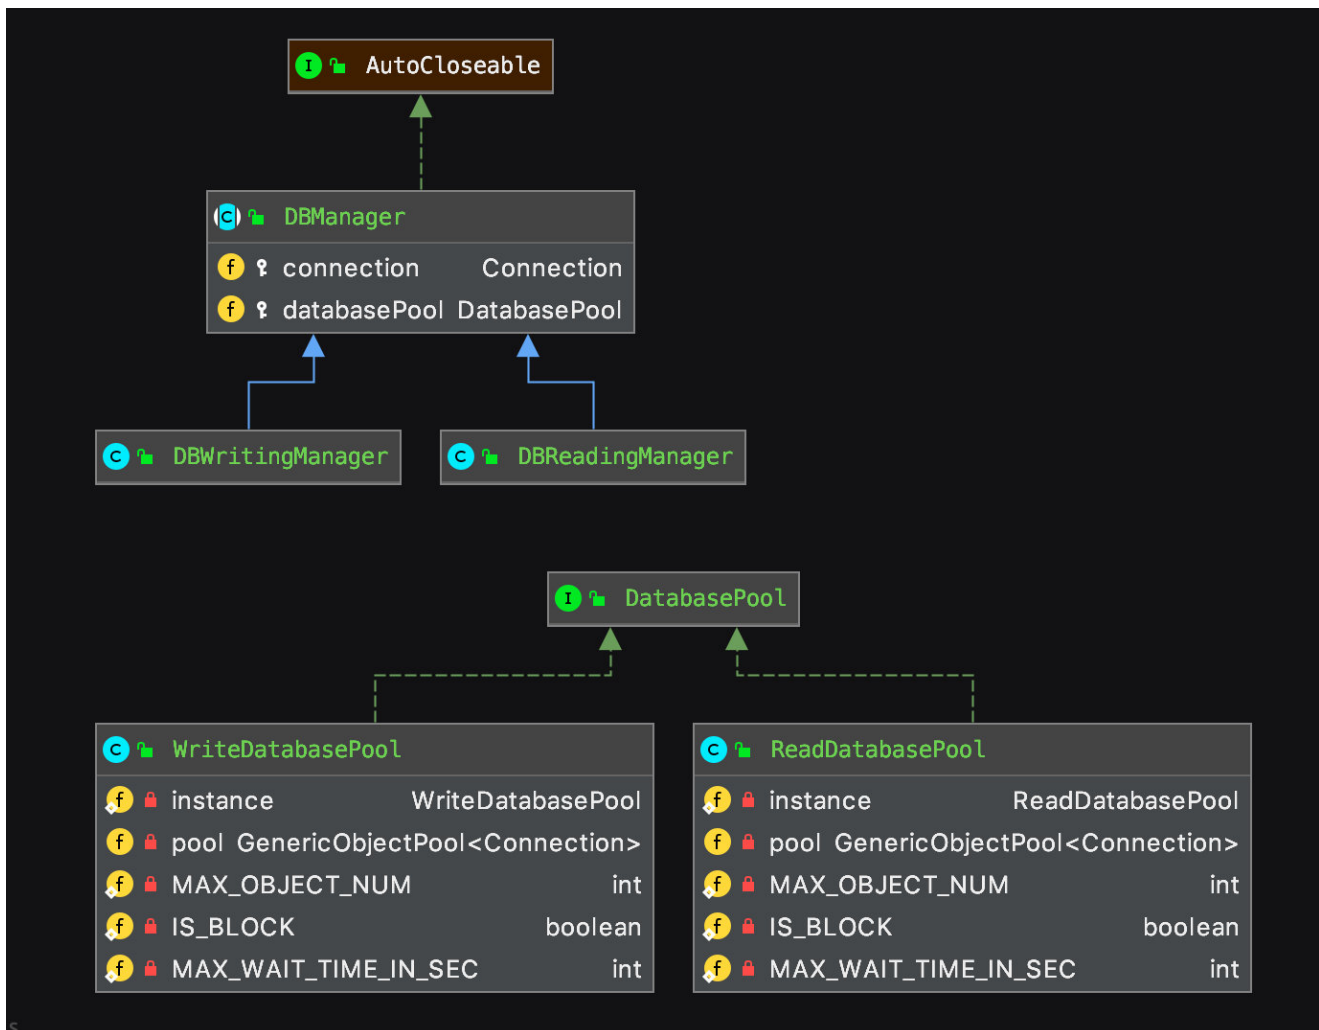 AutoCloseable
DBManager
connection Connection
databasePool DatabasePool
DBWritingManager
DBReadingManager
DatabasePool
WriteDatabasePool
instance WriteDatabasePool
pool GenericObjectPool<Connection>
MAX_OBJECT_NUM int
IS_BLOCK boolean
MAX_WAIT_TIME_IN_SEC int
ReadDatabasePool
instance ReadDatabasePool
pool GenericObjectPool<Connection>
MAX_OBJECT_NUM int
IS_BLOCK boolean
MAX_WAIT_TIME_IN_SEC int